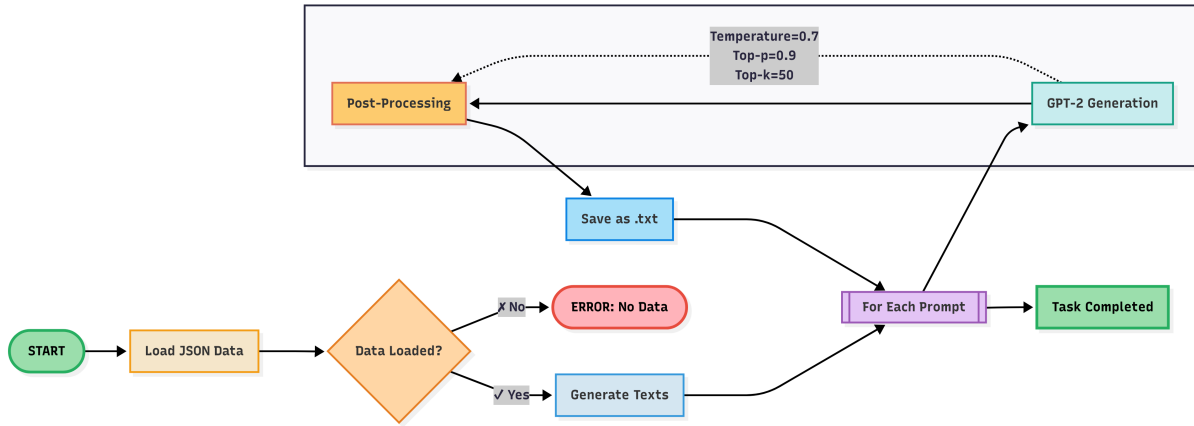 Temperature=0.7
Top-p=0.9
Top-k=50
Post-Processing
GPT-2 Generation
Save as .txt
✗ No
ERROR: No Data
For Each Prompt
Task Completed
START
Load JSON Data
Data Loaded?
✓ Yes
Generate Texts